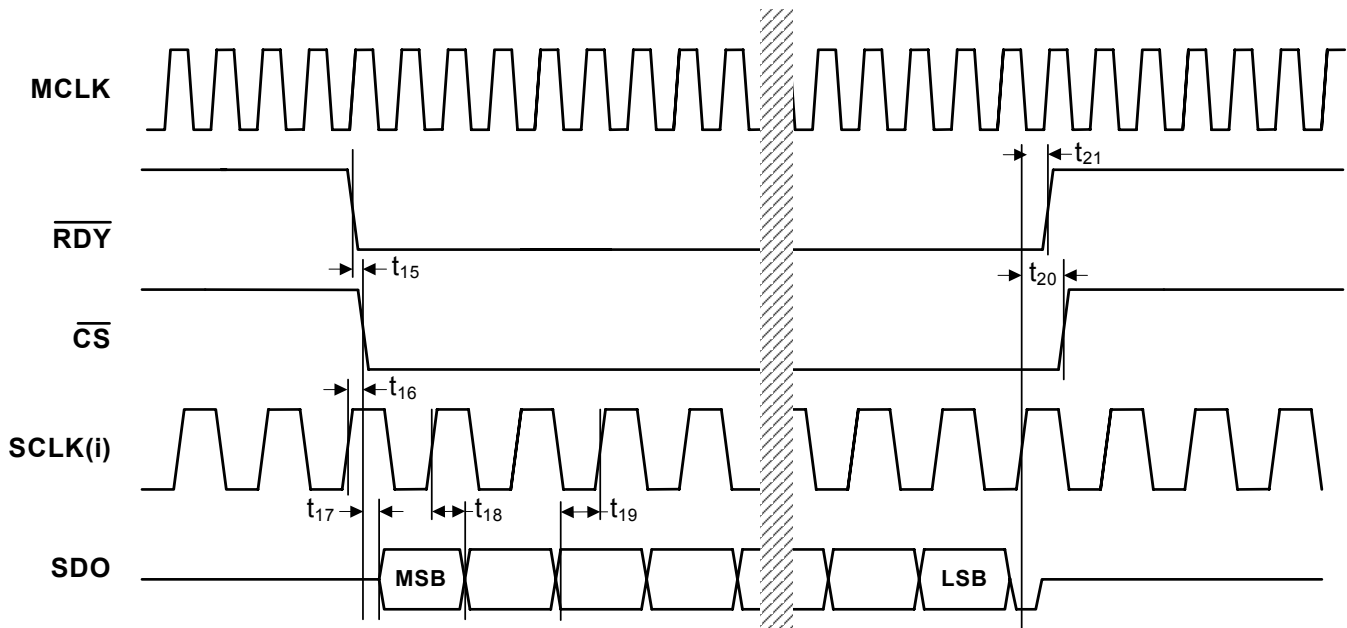 MCLK
t21
RDY
t15
t20
CS
t16
SCLK(i)
t17
t18
t19
SDO
MSB
LSB